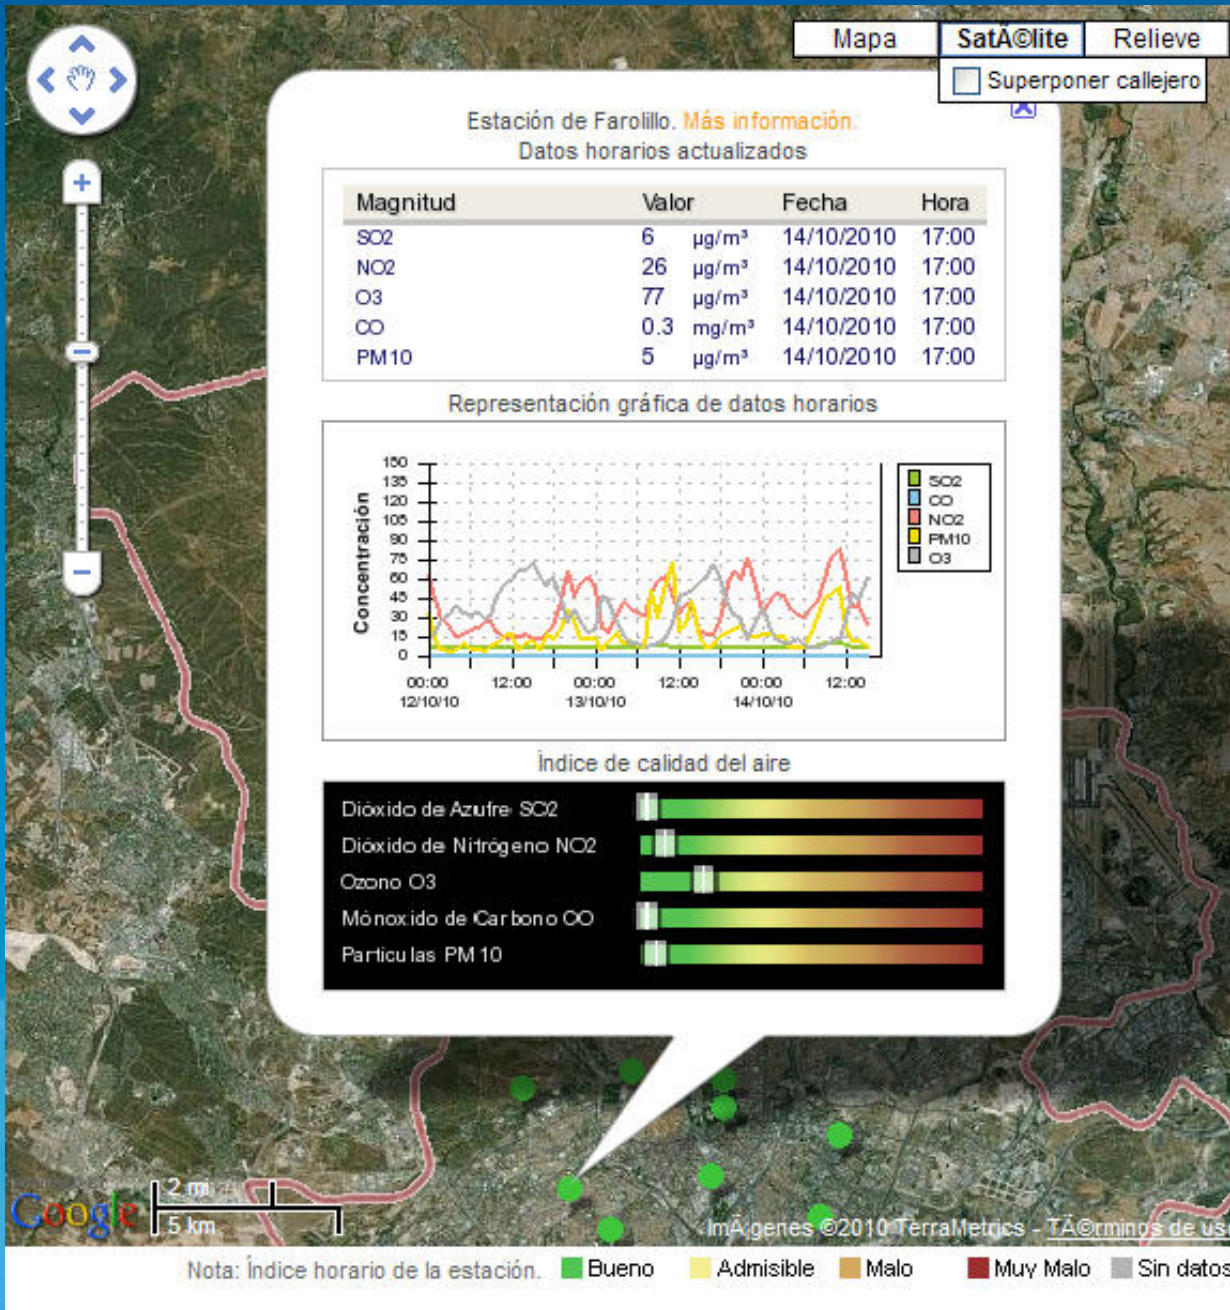 Mapa SatÃ©lite Relieve
Superponer callejero
Estación de Farolillo. Más información.
Datos horarios actualizados
Magnitud Valor Fecha Hora
SO2 6 µg/m³ 14/10/2010 17:00
NO2 26 µg/m³ 14/10/2010 17:00
O3 77 µg/m³ 14/10/2010 17:00
CO 0.3 mg/m³ 14/10/2010 17:00
PM10 5 µg/m³ 14/10/2010 17:00
Representación gráfica de datos horarios
Concentración
150
135
120
105
90
75
60
45
30
15
0
00:00 12:00 00:00 12:00 00:00 12:00
12/10/10 13/10/10 14/10/10
SO2
CO
NO2
PM10
O3
Índice de calidad del aire
Dióxido de Azufre SO2
Dióxido de Nitrógeno NO2
Ozono O3
Mónoxido de Carbono CO
Partículas PM10
2 mi
Google
5 km
ImÃ¡genes ©2010 TerraMetrics - TÃ©rminos de us
Nota: Índice horario de la estación. Bueno Admisible Malo Muy Malo Sin datos